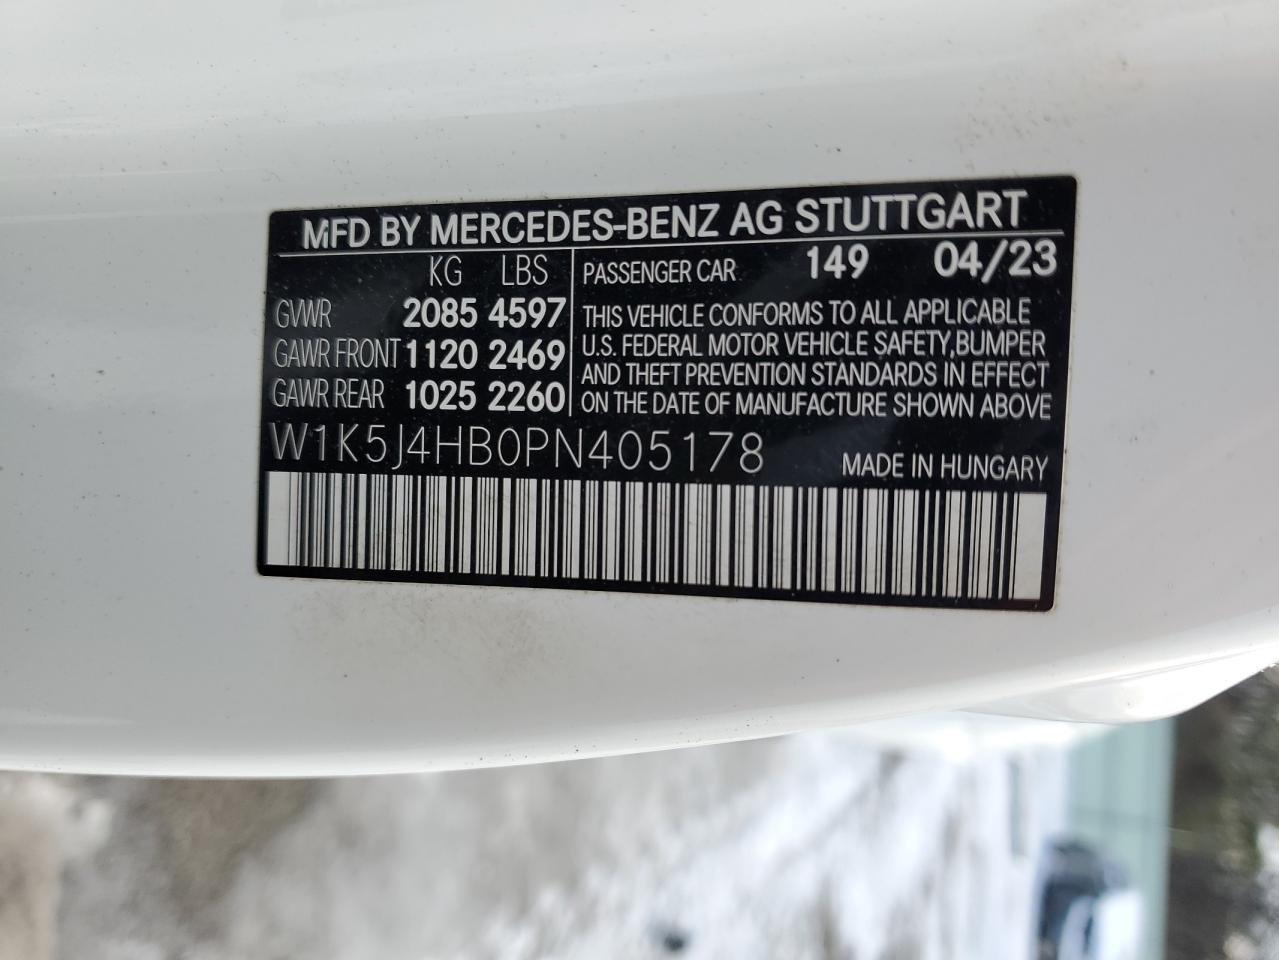 MFD BY MERCEDES-BENZ AG STUTTGART
KG LBS
GVWR 2085 4597
GAWR FRONT 1120 2469
GAWR REAR 1025 2260
PASSENGER CAR 149 04/23
THIS VEHICLE CONFORMS TO ALL APPLICABLE
U.S. FEDERAL MOTOR VEHICLE SAFETY,BUMPER
AND THEFT PREVENTION STANDARDS IN EFFECT
ON THE DATE OF MANUFACTURE SHOWN ABOVE
W1K5J4HB0PN405178
MADE IN HUNGARY